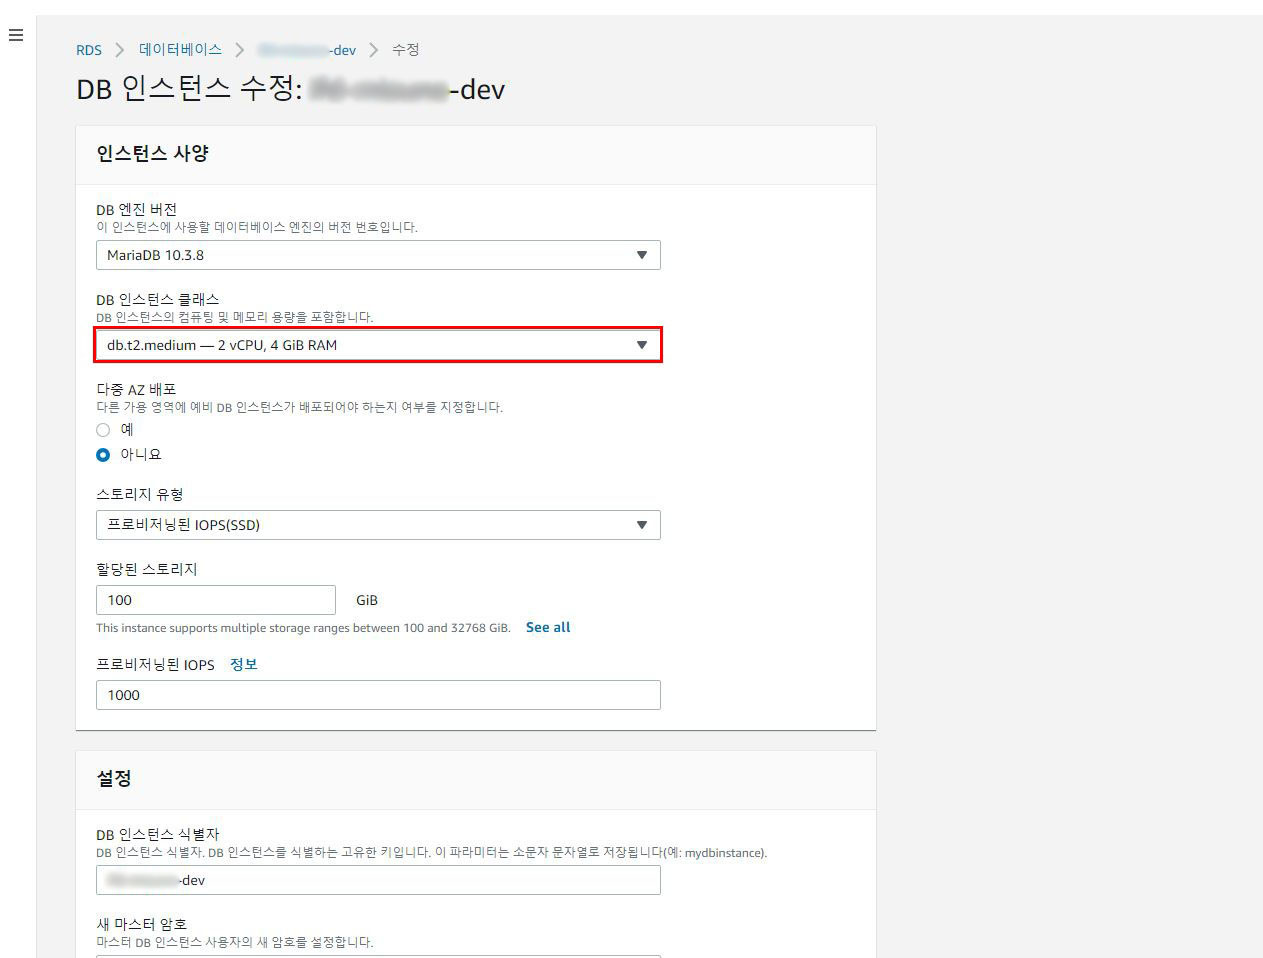 RDS > 데이터베이스 > -dev > 수정
DB 인스턴스 수정: -dev
인스턴스 사양
DB 엔진 버전
이 인스턴스에 사용할 데이터베이스 엔진의 버전 번호입니다.
MariaDB 10.3.8
DB 인스턴스 클래스
DB 인스턴스의 컴퓨팅 및 메모리 용량을 포함합니다.
db.t2.medium — 2 vCPU, 4 GiB RAM
다중 AZ 배포
다른 가용 영역에 예비 DB 인스턴스가 배포되어야 하는지 여부를 지정합니다.
예
아니요
스토리지 유형
프로비저닝된 IOPS(SSD)
할당된 스토리지
100 GiB
This instance supports multiple storage ranges between 100 and 32768 GiB. See all
프로비저닝된 IOPS 정보
1000
설정
DB 인스턴스 식별자
DB 인스턴스 식별자. DB 인스턴스를 식별하는 고유한 키입니다. 이 파라미터는 소문자 문자열로 저장됩니다(예: mydbinstance).
-dev
새 마스터 암호
마스터 DB 인스턴스 사용자의 새 암호를 설정합니다.